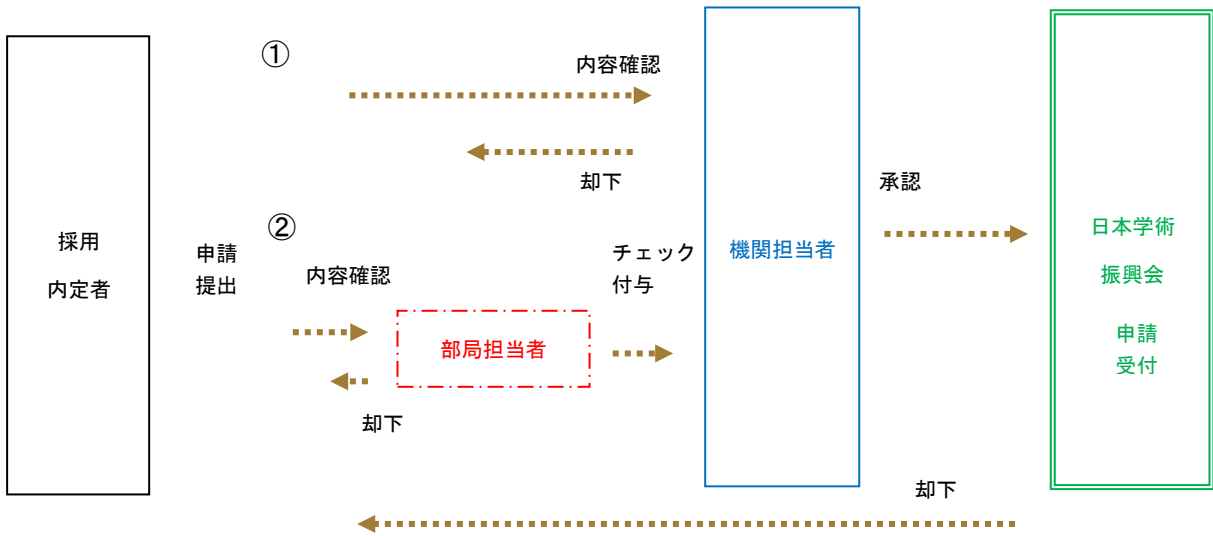 ①
内容確認
却下
承認
採用
内定者
申請
提出
②
内容確認
部局担当者
却下
チェック
付与
機関担当者
日本学術
振興会
申請
受付
却下